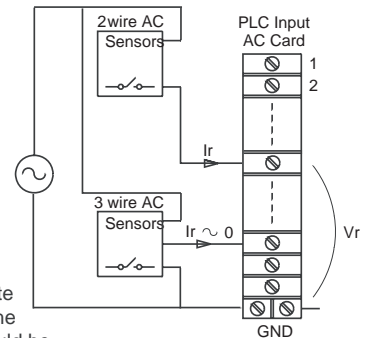 2wire AC
Sensors
PLC Input
AC Card
1
2
Ir
3 wire AC
Sensors
Ir ~ 0
Vr
GND